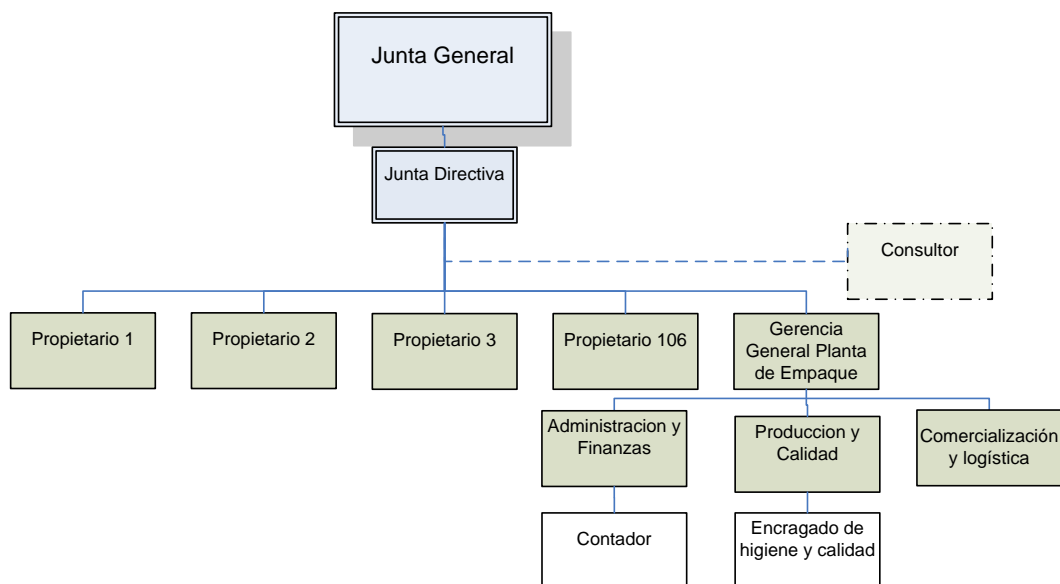 Junta General
Junta Directiva
Consultor
Propietario 1
Propietario 2
Propietario 3
Propietario 106
Gerencia
General Planta
de Empaque
Administracion y
Finanzas
Produccion y
Calidad
Comercialización
y logística
Contador
Encragado de
higiene y calidad